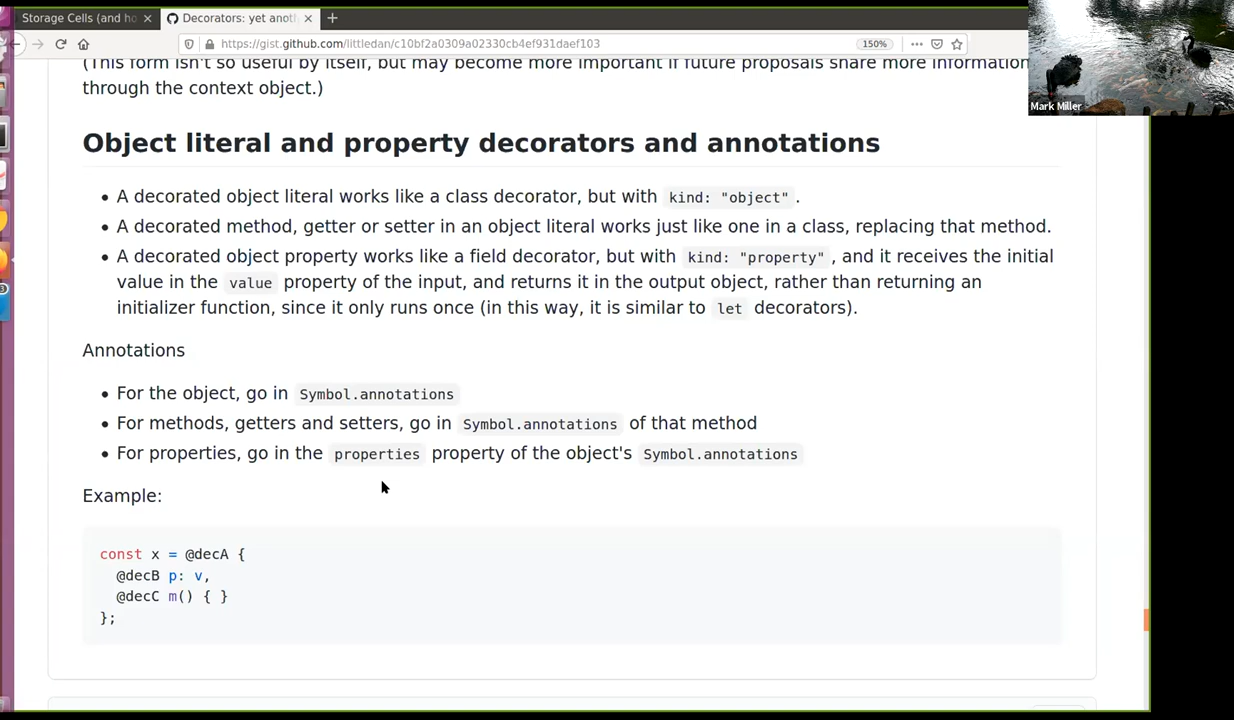 Storage Cells (and ho
Decorators: yet anoth
https://gist.github.com/littledan/c10bf2a0309a02330cb4ef931daef103
150%
Mark Miller
(This form isn't so useful by itself, but may become more important if future proposals share more information
through the context object.)
Object literal and property decorators and annotations
• A decorated object literal works like a class decorator, but with kind: "object".
• A decorated method, getter or setter in an object literal works just like one in a class, replacing that method.
• A decorated object property works like a field decorator, but with kind: "property", and it receives the initial
value in the value property of the input, and returns it in the output object, rather than returning an
initializer function, since it only runs once (in this way, it is similar to let decorators).
Annotations
• For the object, go in Symbol.annotations
• For methods, getters and setters, go in Symbol.annotations of that method
• For properties, go in the properties property of the object's Symbol.annotations
Example:
const x = @decA {
@decB p: v,
@decC m() { }
};